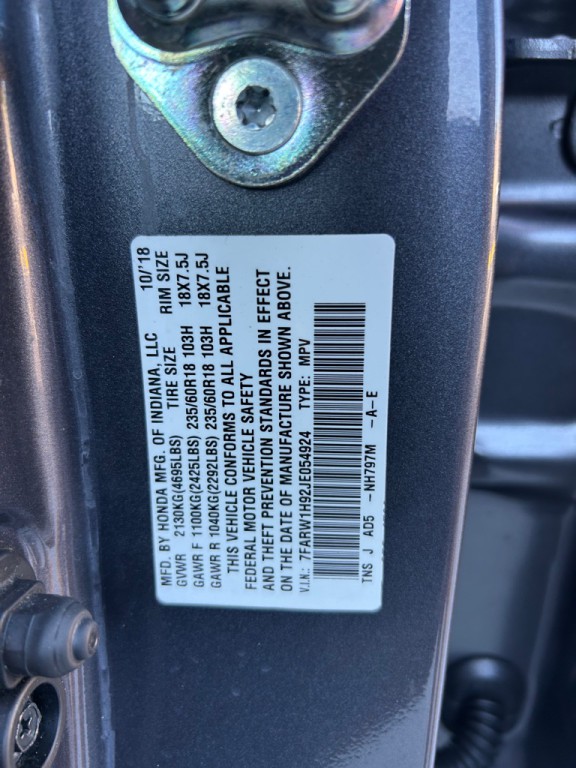 MFD. BY HONDA MFG. OF INDIANA, LLC 10/'18
GVWR 2130KG(4695LBS) TIRE SIZE RIM SIZE
GAWR F 1100KG(2425LBS) 235/60R18 103H 18X7.5J
GAWR R 1040KG(2292LBS) 235/60R18 103H 18X7.5J
THIS VEHICLE CONFORMS TO ALL APPLICABLE
FEDERAL MOTOR VEHICLE SAFETY
AND THEFT PREVENTION STANDARDS IN EFFECT
ON THE DATE OF MANUFACTURE SHOWN ABOVE.
V.I.N.: 7FARW1H92JE054924 TYPE: MPV
TNS J AD5 -NH797M -A-E